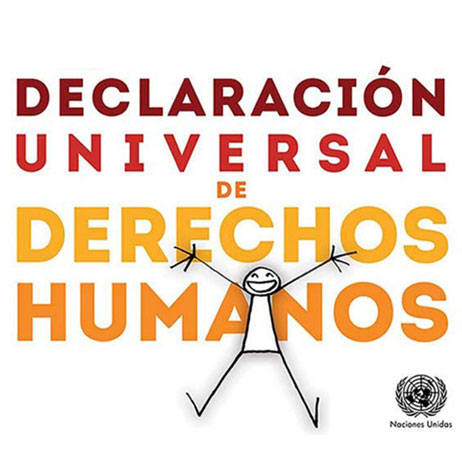 DECLARACIÓN
UNIVERSAL
DE
DERECHOS
HUMANOS
Naciones Unidas